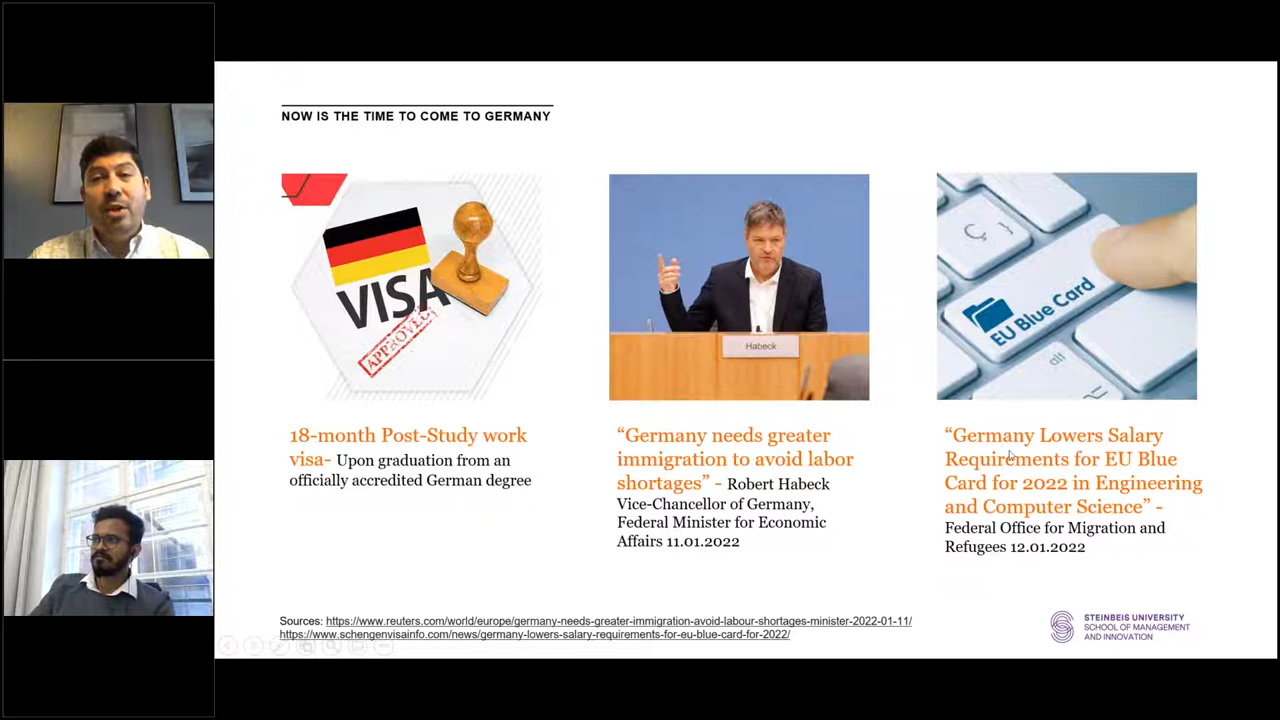 NOW IS THE TIME TO COME TO GERMANY
VISA
APPROVED
Habeck
Ç
EU Blue Card
alt
18-month Post-Study work
visa- Upon graduation from an
officially accredited German degree
“Germany needs greater
immigration to avoid labor
shortages” - Robert Habeck
Vice-Chancellor of Germany,
Federal Minister for Economic
Affairs 11.01.2022
“Germany Lowers Salary
Requirements for EU Blue
Card for 2022 in Engineering
and Computer Science” -
Federal Office for Migration and
Refugees 12.01.2022
Sources: https://www.reuters.com/world/europe/germany-needs-greater-immigration-avoid-labour-shortages-minister-2022-01-11/
https://www.schengenvisainfo.com/news/germany-lowers-salary-requirements-for-eu-blue-card-for-2022/
STEINBEIS UNIVERSITY
SCHOOL OF MANAGEMENT
AND INNOVATION